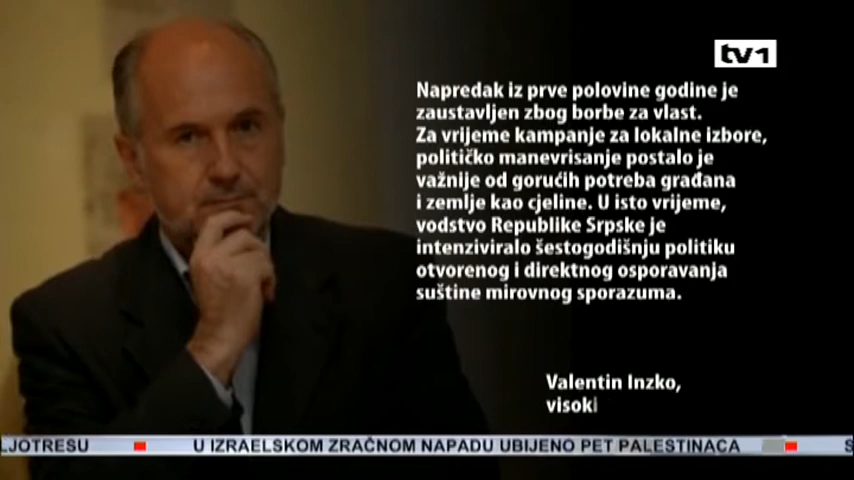 tv1
Napredak iz prve polovine godine je
zaustavljen zbog borbe za vlast.
Za vrijeme kampanje za lokalne izbore,
političko manevrisanje postalo je
važnije od gorućih potreba građana
i zemlje kao cjeline. U isto vrijeme,
vodstvo Republike Srpske je
intenziviralo šestogodišnju politiku
otvorenog i direktnog osporavanja
suštine mirovnog sporazuma.
Valentin Inzko,
visoki
LJOTRESU U IZRAELSKOM ZRAČNOM NAPADU UBIJENO PET PALESTINACA S